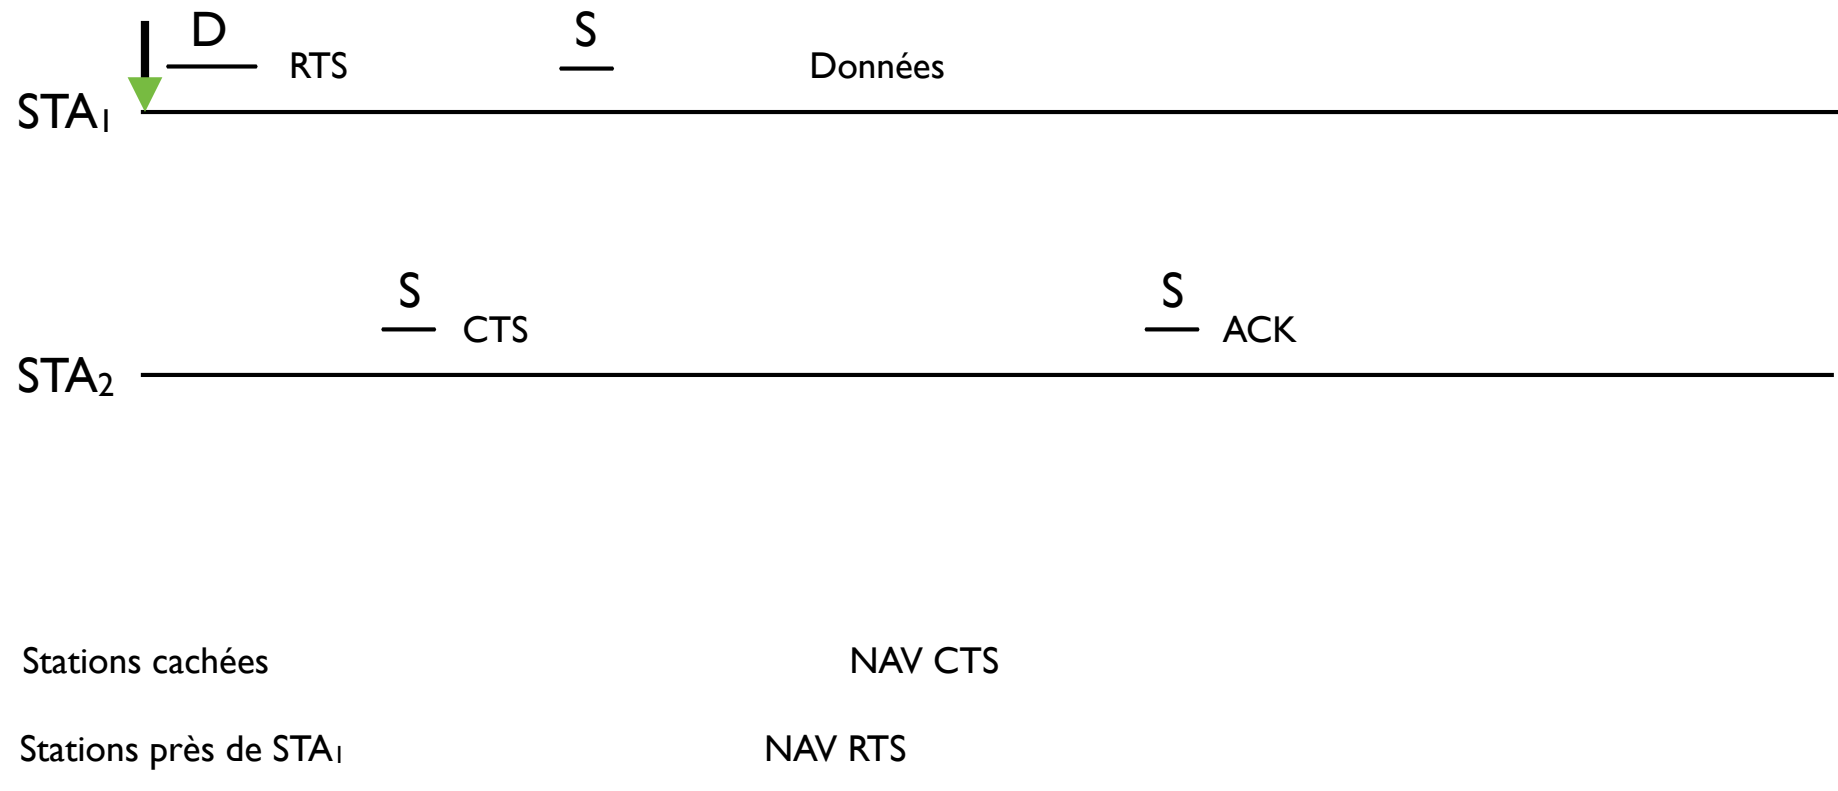 D S
RTS Données
STA₁
S S
CTS ACK
STA₂
Stations cachées NAV CTS
Stations près de STA₁ NAV RTS